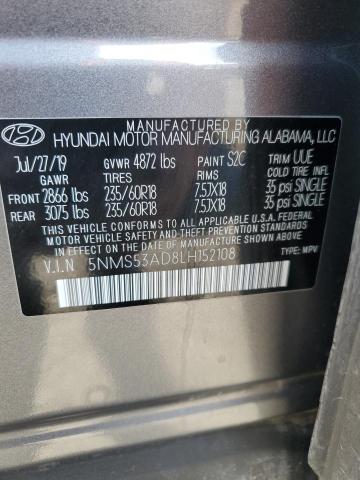 MANUFACTURED BY
HYUNDAI MOTOR MANUFACTURING ALABAMA, LLC
Jul/27/19 GVWR 4872 lbs PAINT S2C TRIM UUE
GAWR TIRES RIMS COLD TIRE INFL
FRONT 2866 lbs 235/60R18 7.5JX18 35 psi SINGLE
REAR 3075 lbs 235/60R18 7.5JX18 35 psi SINGLE
THIS VEHICLE CONFORMS TO ALL APPLICABLE U.S.
FEDERAL MOTOR VEHICLE SAFETY AND THEFT PREVENTION
STANDARDS IN EFFECT ON THE DATE OF MANUFACTURE
SHOWN ABOVE.
V.I.N 5NMS53AD8LH152108 TYPE: MPV